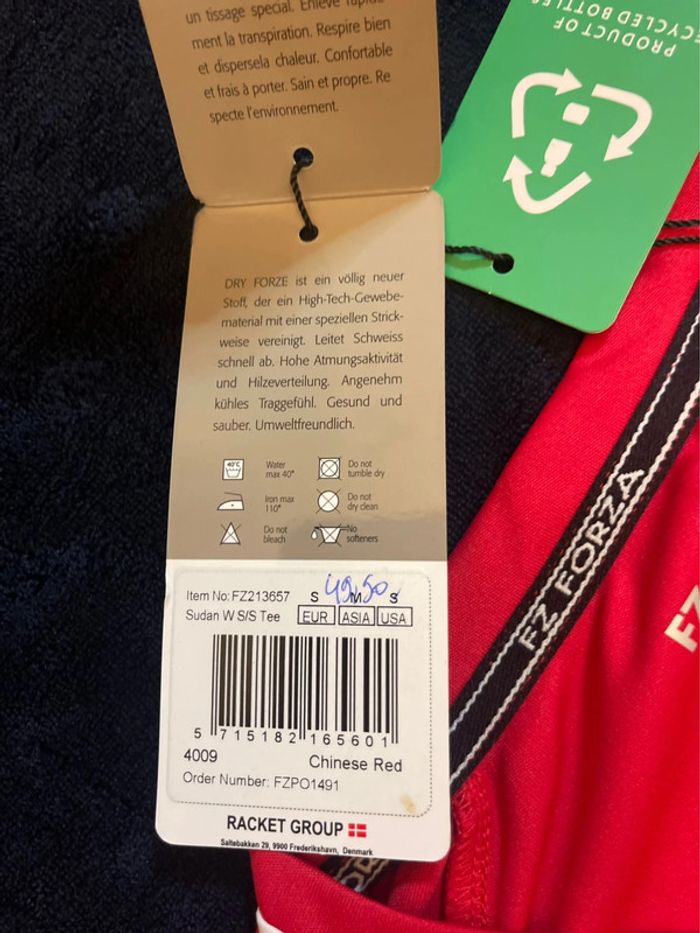 un tissage special. Enlève rapide-
ment la transpiration. Respire bien
et dispersela chaleur. Confortable
et frais à porter. Sain et propre. Re
specte l'environnement.
PRODUCT OF
RECYCLED BOTTLES
DRY FORZE ist ein völlig neuer
Stoff, der ein High-Tech-Gewebe-
material mit einer speziellen Strick-
weise vereinigt. Leitet Schweiss
schnell ab. Hohe Atmungsaktivität
und Hilzeverteilung. Angenehm
kühles Traggefühl. Gesund und
sauber. Umweltfreundlich.
40°C
Water
max 40°
Do not
tumble dry
Iron max
110°
Do not
dry clean
Do not
bleach
No
softeners
49,50
Item No: FZ213657 S M S
Sudan W S/S Tee EUR ASIA USA
5 715182 165601
4009
Chinese Red
Order Number: FZPO1491
RACKET GROUP
Saltebakken 29, 9900 Frederikshavn, Denmark
FZ FORZA
FZ